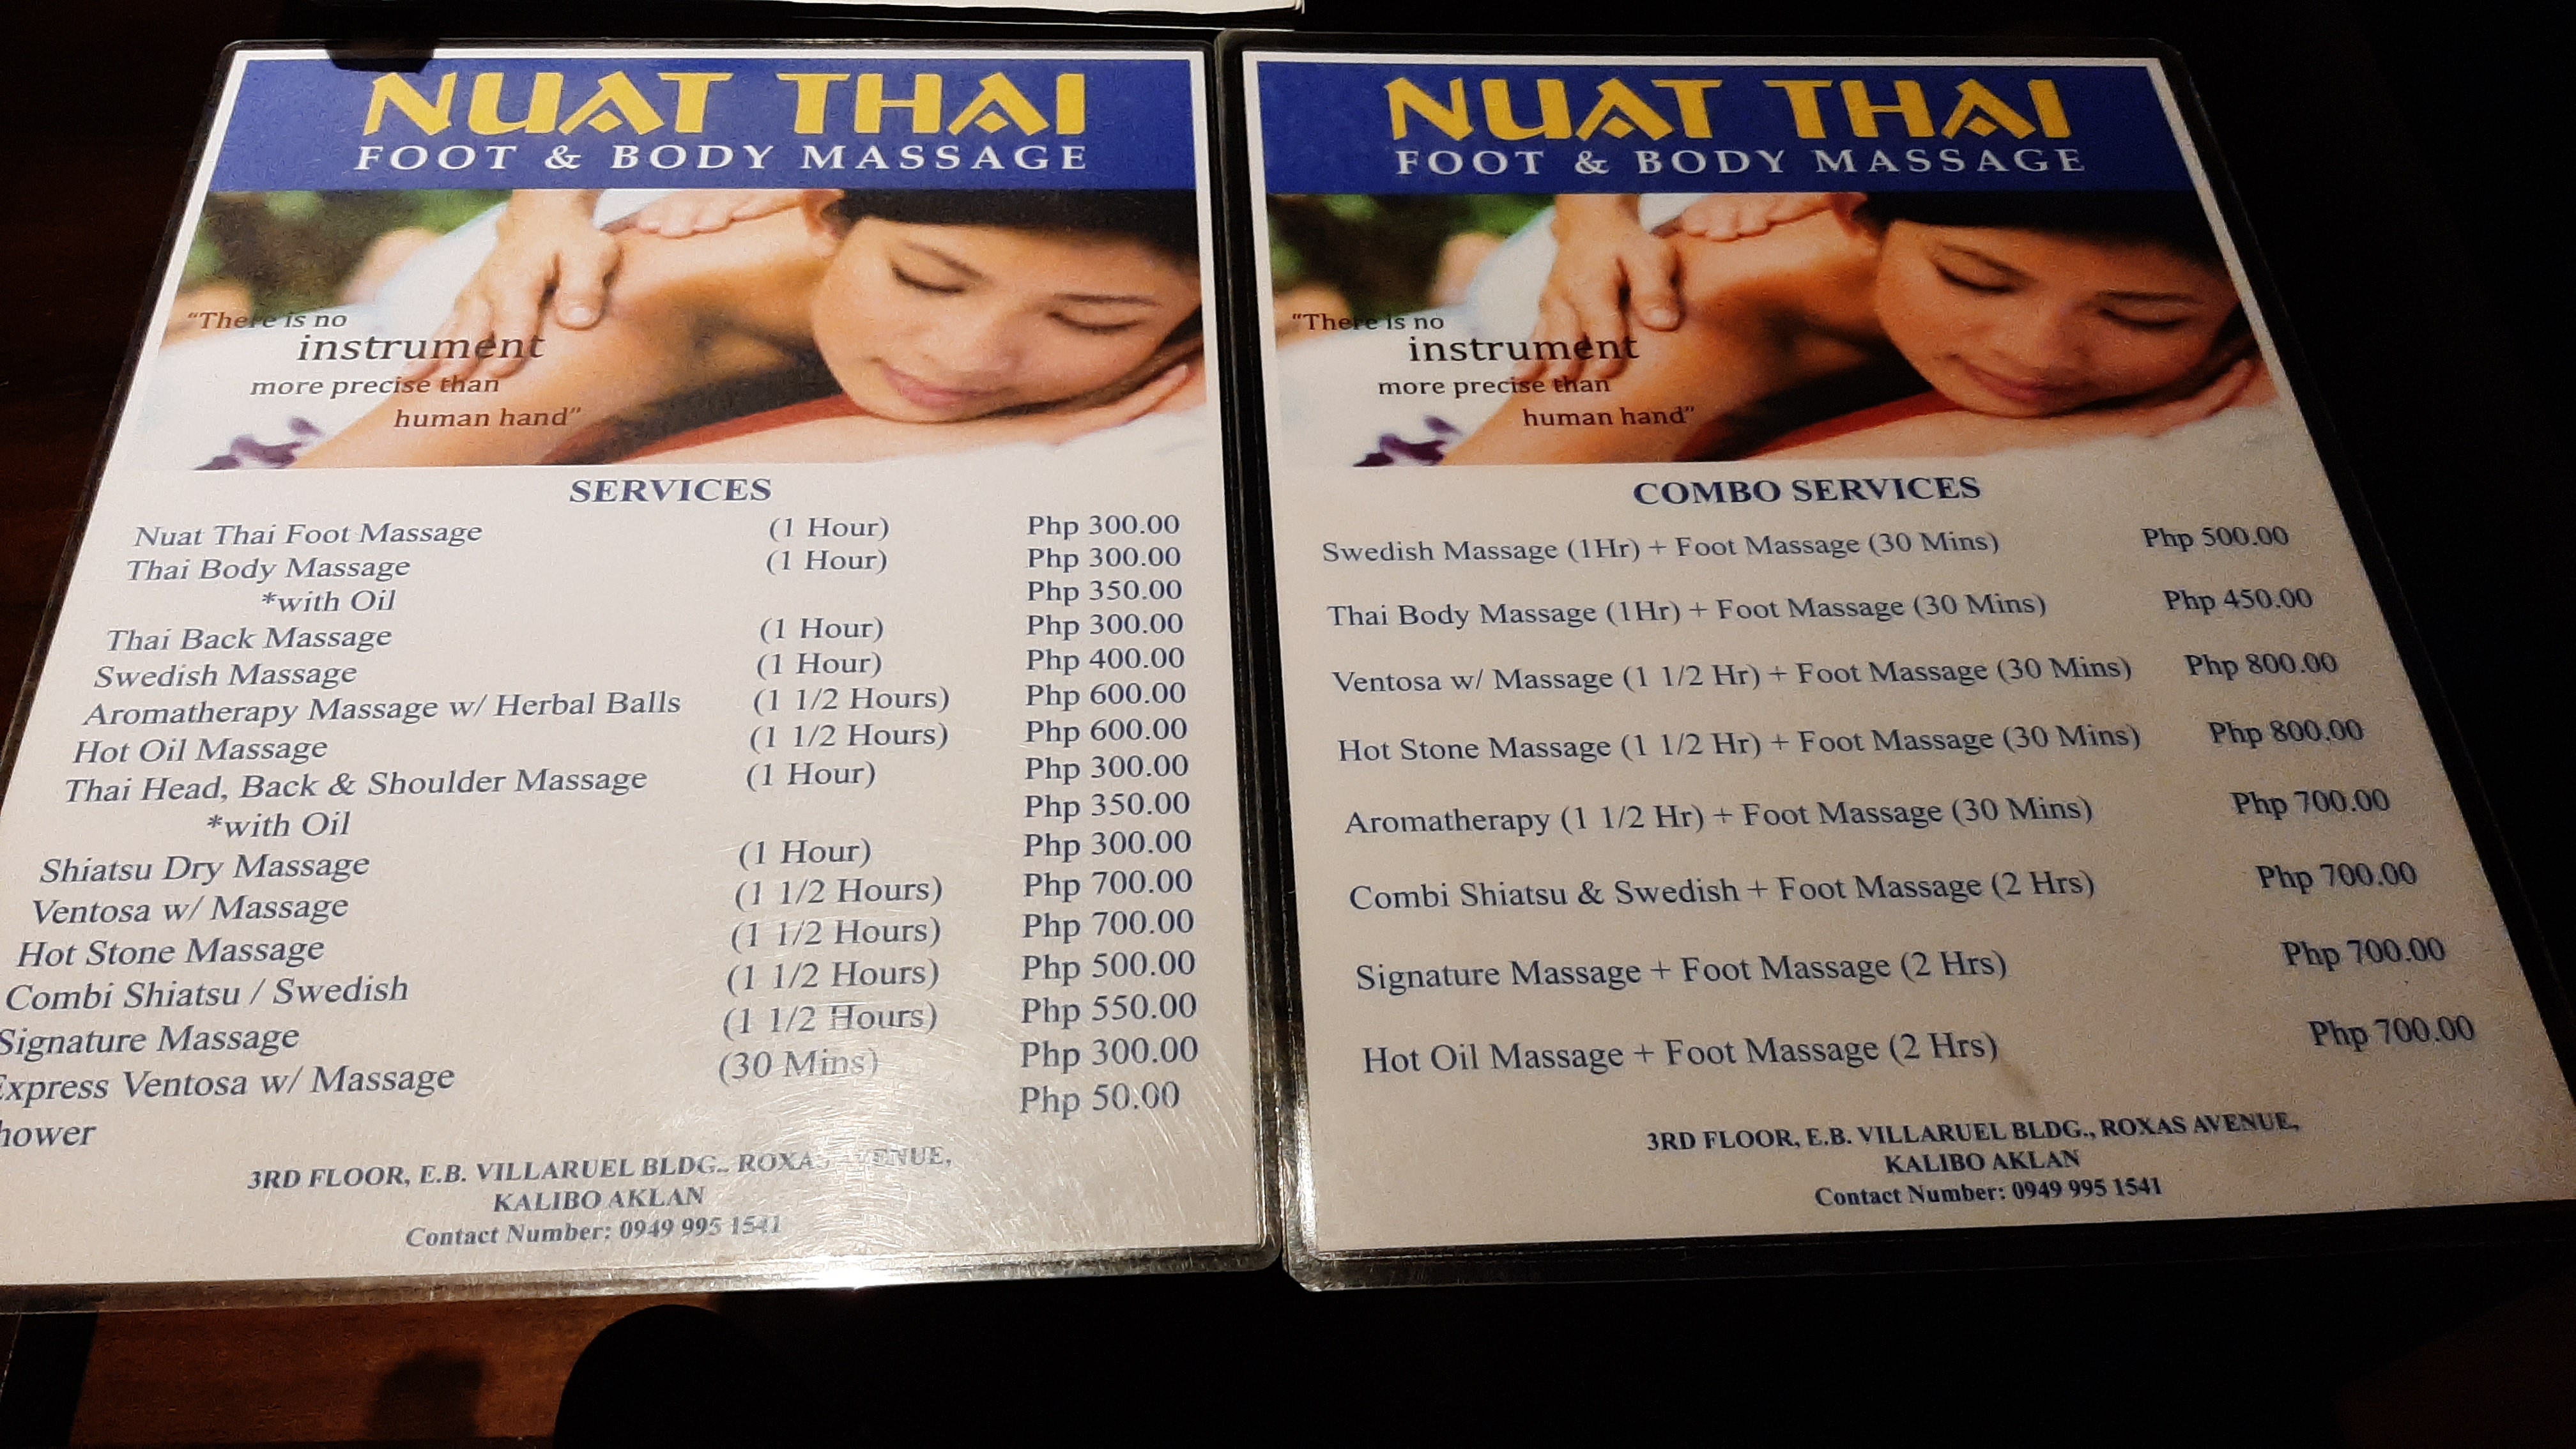 NUAT THAI
FOOT & BODY MASSAGE
“There is no
instrument
more precise than
human hand”
SERVICES
Nuat Thai Foot Massage (1 Hour) Php 300.00
Thai Body Massage (1 Hour) Php 300.00
*with Oil Php 350.00
Thai Back Massage (1 Hour) Php 300.00
Swedish Massage (1 Hour) Php 400.00
Aromatherapy Massage w/ Herbal Balls (1 1/2 Hours) Php 600.00
Hot Oil Massage (1 1/2 Hours) Php 600.00
Thai Head, Back & Shoulder Massage (1 Hour) Php 300.00
*with Oil Php 350.00
Shiatsu Dry Massage (1 Hour) Php 300.00
Ventosa w/ Massage (1 1/2 Hours) Php 700.00
Hot Stone Massage (1 1/2 Hours) Php 700.00
Combi Shiatsu / Swedish (1 1/2 Hours) Php 500.00
Signature Massage (1 1/2 Hours) Php 550.00
Express Ventosa w/ Massage (30 Mins) Php 300.00
hower Php 50.00
3RD FLOOR, E.B. VILLARUEL BLDG., ROXAS AVENUE,
KALIBO AKLAN
Contact Number: 0949 995 1541
NUAT THAI
FOOT & BODY MASSAGE
“There is no
instrument
more precise than
human hand”
COMBO SERVICES
Swedish Massage (1Hr) + Foot Massage (30 Mins) Php 500.00
Thai Body Massage (1Hr) + Foot Massage (30 Mins) Php 450.00
Ventosa w/ Massage (1 1/2 Hr) + Foot Massage (30 Mins) Php 800.00
Hot Stone Massage (1 1/2 Hr) + Foot Massage (30 Mins) Php 800.00
Aromatherapy (1 1/2 Hr) + Foot Massage (30 Mins) Php 700.00
Combi Shiatsu & Swedish + Foot Massage (2 Hrs) Php 700.00
Signature Massage + Foot Massage (2 Hrs) Php 700.00
Hot Oil Massage + Foot Massage (2 Hrs) Php 700.00
3RD FLOOR, E.B. VILLARUEL BLDG., ROXAS AVENUE,
KALIBO AKLAN
Contact Number: 0949 995 1541